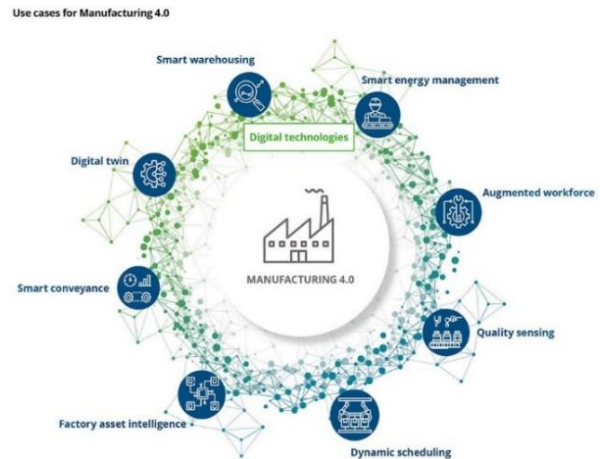 Use cases for Manufacturing 4.0
Smart warehousing
Smart energy management
Digital technologies
Digital twin
Augmented workforce
MANUFACTURING 4.0
Smart conveyance
Quality sensing
Factory asset intelligence
Dynamic scheduling